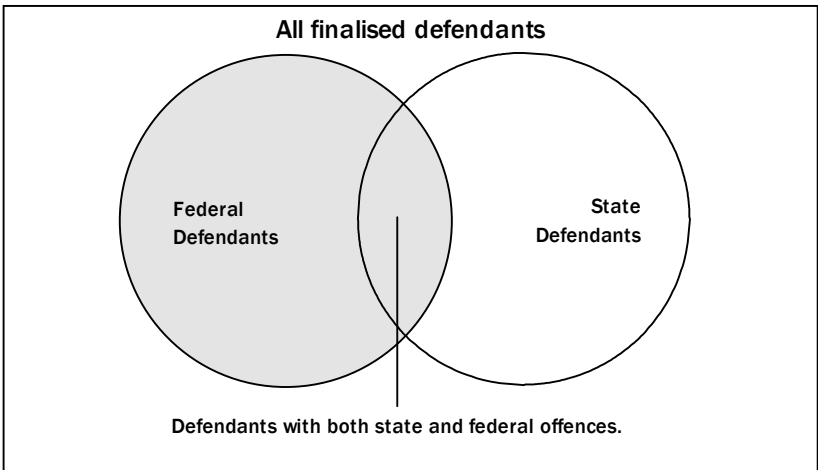 All finalised defendants
Federal
Defendants
State
Defendants
Defendants with both state and federal offences.